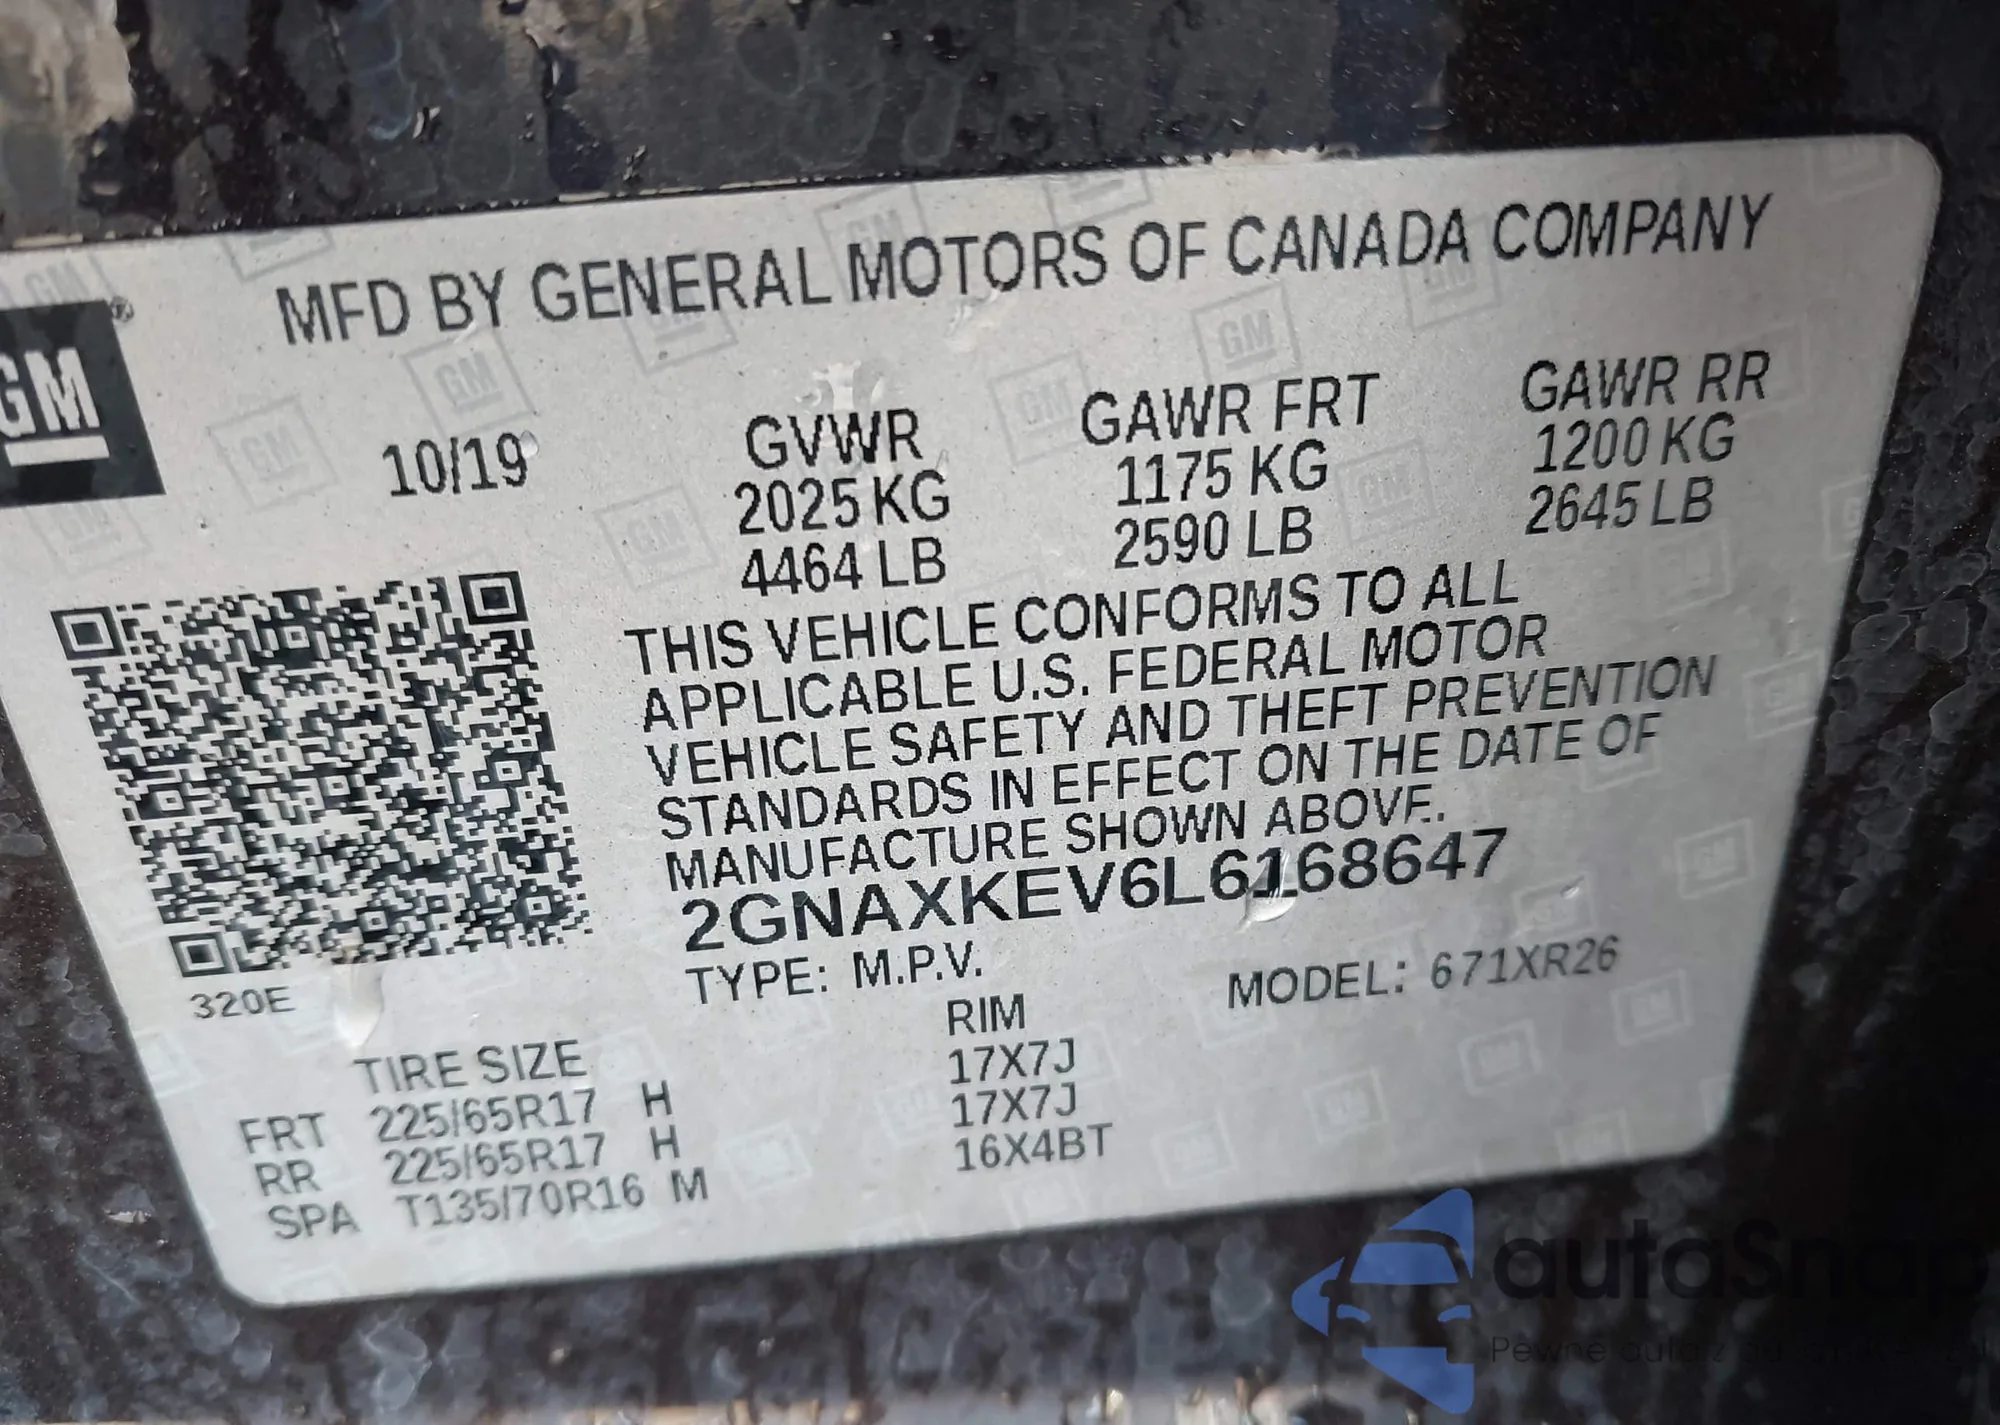 MFD BY GENERAL MOTORS OF CANADA COMPANY
GM®
10/19
GVWR
2025 KG
4464 LB
GAWR FRT
1175 KG
2590 LB
GAWR RR
1200 KG
2645 LB
THIS VEHICLE CONFORMS TO ALL
APPLICABLE U.S. FEDERAL MOTOR
VEHICLE SAFETY AND THEFT PREVENTION
STANDARDS IN EFFECT ON THE DATE OF
MANUFACTURE SHOWN ABOVE.
2GNAXKEV6L6168647
TYPE: M.P.V.
MODEL: 671XR26
320E
TIRE SIZE RIM
FRT 225/65R17 H 17X7J
RR 225/65R17 H 17X7J
SPA T135/70R16 M 16X4BT
autaSnap
Pewne auta z